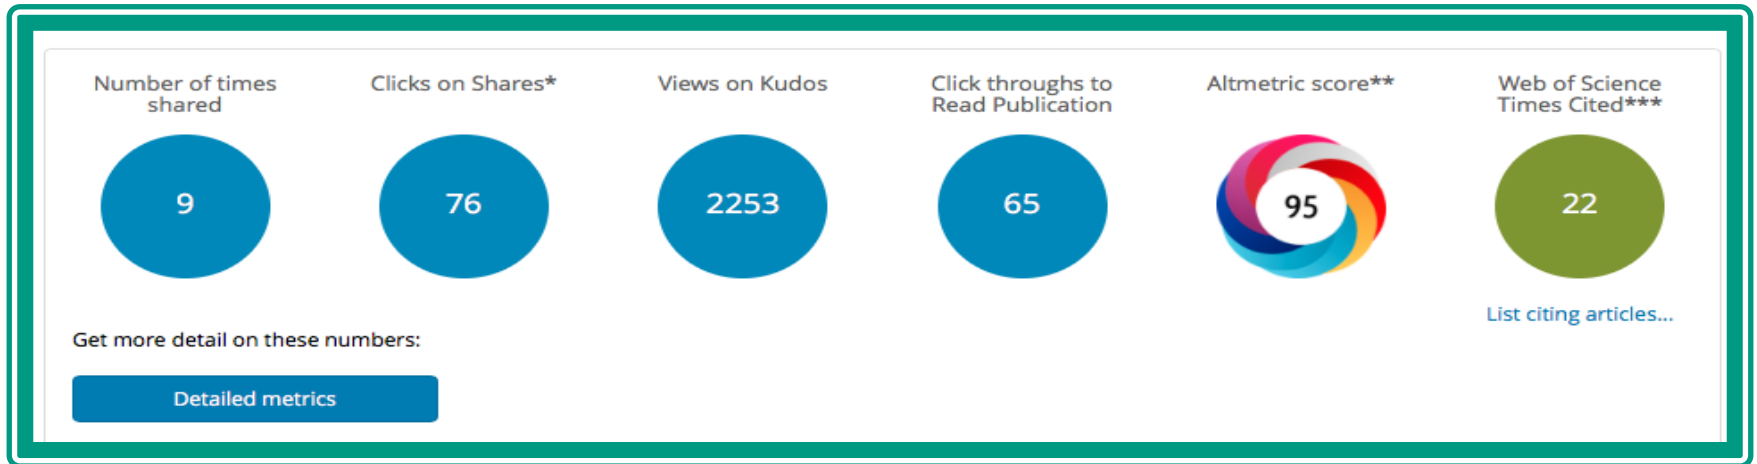 Number of times
shared
Clicks on Shares*
Views on Kudos
Click throughs to
Read Publication
Altmetric score**
Web of Science
Times Cited***
9
76
2253
65
95
22
List citing articles...
Get more detail on these numbers:
Detailed metrics